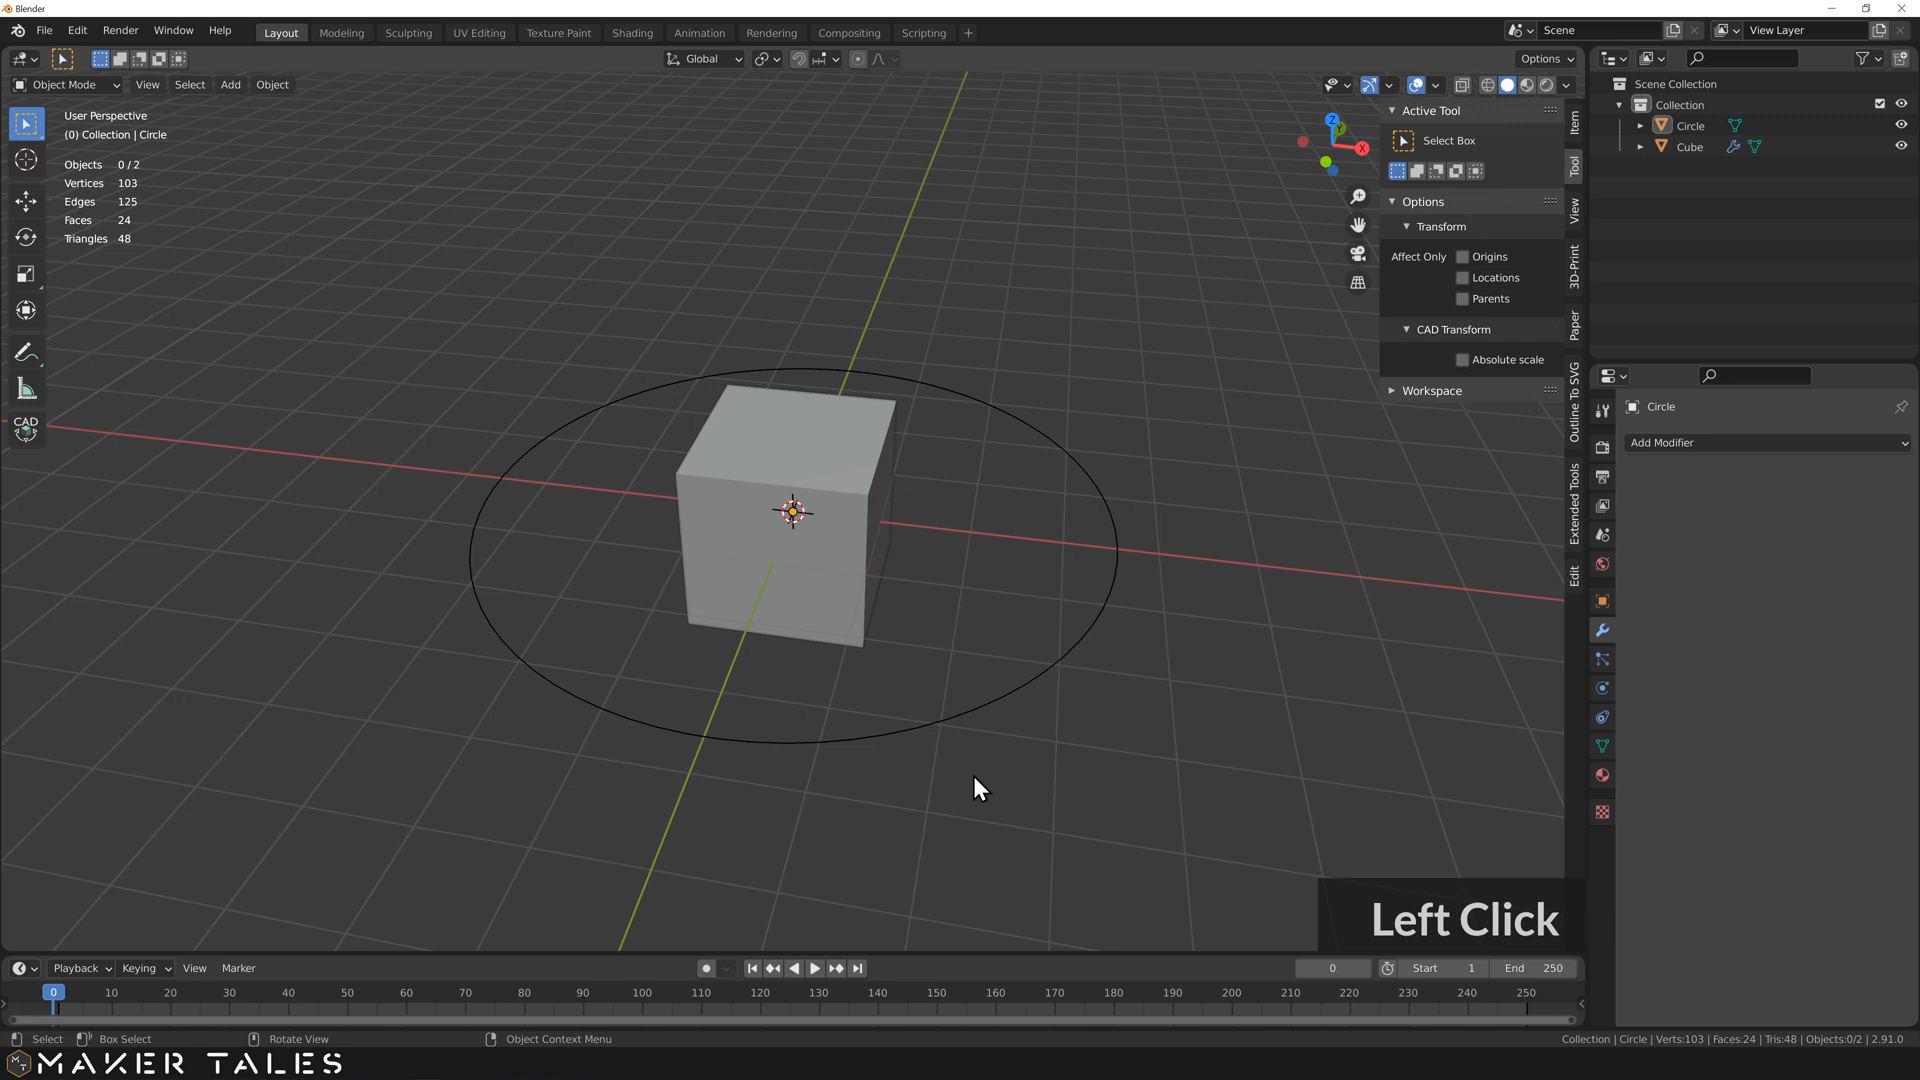 Blender
File Edit Render Window Help Layout Modeling Sculpting UV Editing Texture Paint Shading Animation Rendering Compositing Scripting + Scene View Layer
Global Options
Object Mode View Select Add Object
User Perspective
(0) Collection | Circle
Objects 0 / 2
Vertices 103
Edges 125
Faces 24
Triangles 48
CAD
Z
Y
X
Active Tool
Select Box
Options
Transform
Affect Only Origins
Locations
Parents
CAD Transform
Absolute scale
Workspace
Item
Tool
View
3D-Print
Paper
Outline To SVG
Extended Tools
Edit
Scene Collection
Collection
Circle
Cube
Circle
Add Modifier
Left Click
Playback Keying View Marker 0 Start 1 End 250
0 10 20 30 40 50 60 70 80 90 100 110 120 130 140 150 160 170 180 190 200 210 220 230 240 250
Select Box Select Rotate View Object Context Menu Collection | Circle | Verts:103 | Faces:24 | Tris:48 | Objects:0/2 | 2.91.0
MAKER TALES